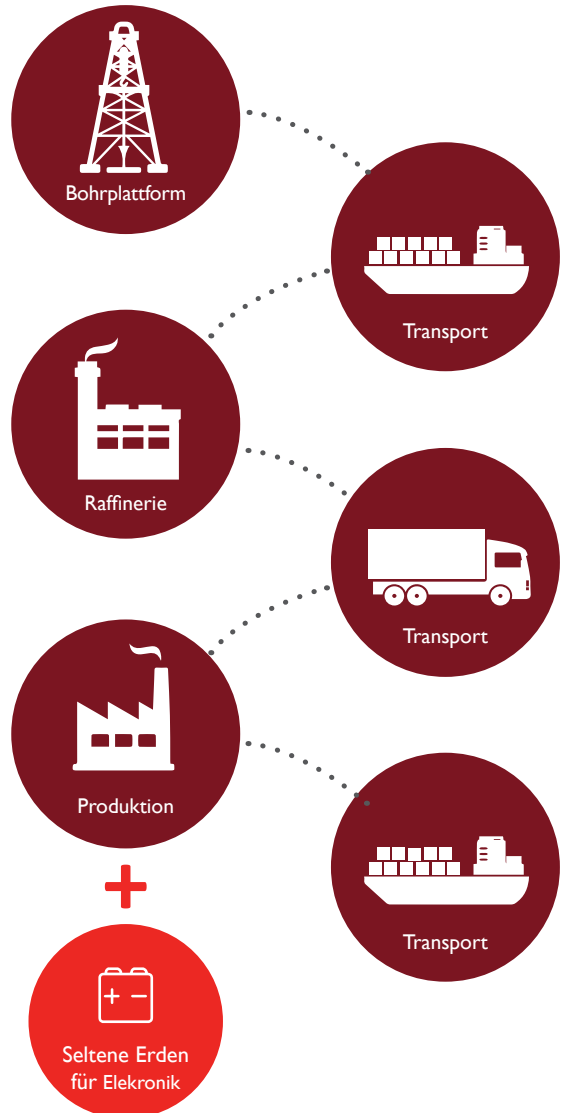 Bohrplattform
Transport
Raffinerie
Transport
Produktion
Transport
+ −
Seltene Erden
für Elekronik